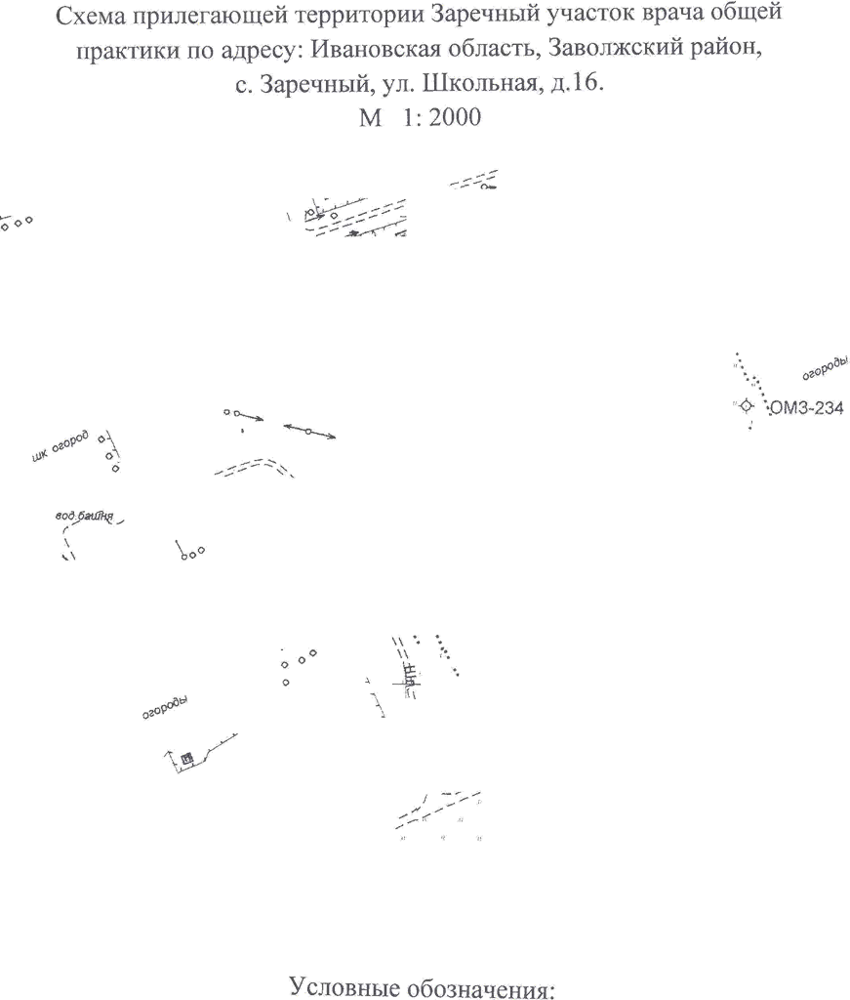 Схема прилегающей территории Заречный участок врача общей
практики по адресу: Ивановская область, Заволжский район,
с. Заречный, ул. Школьная, д.16.
М 1: 2000
огороды
ОМЗ-234
шк. огород
вод.башня
огороды
Н
Условные обозначения: